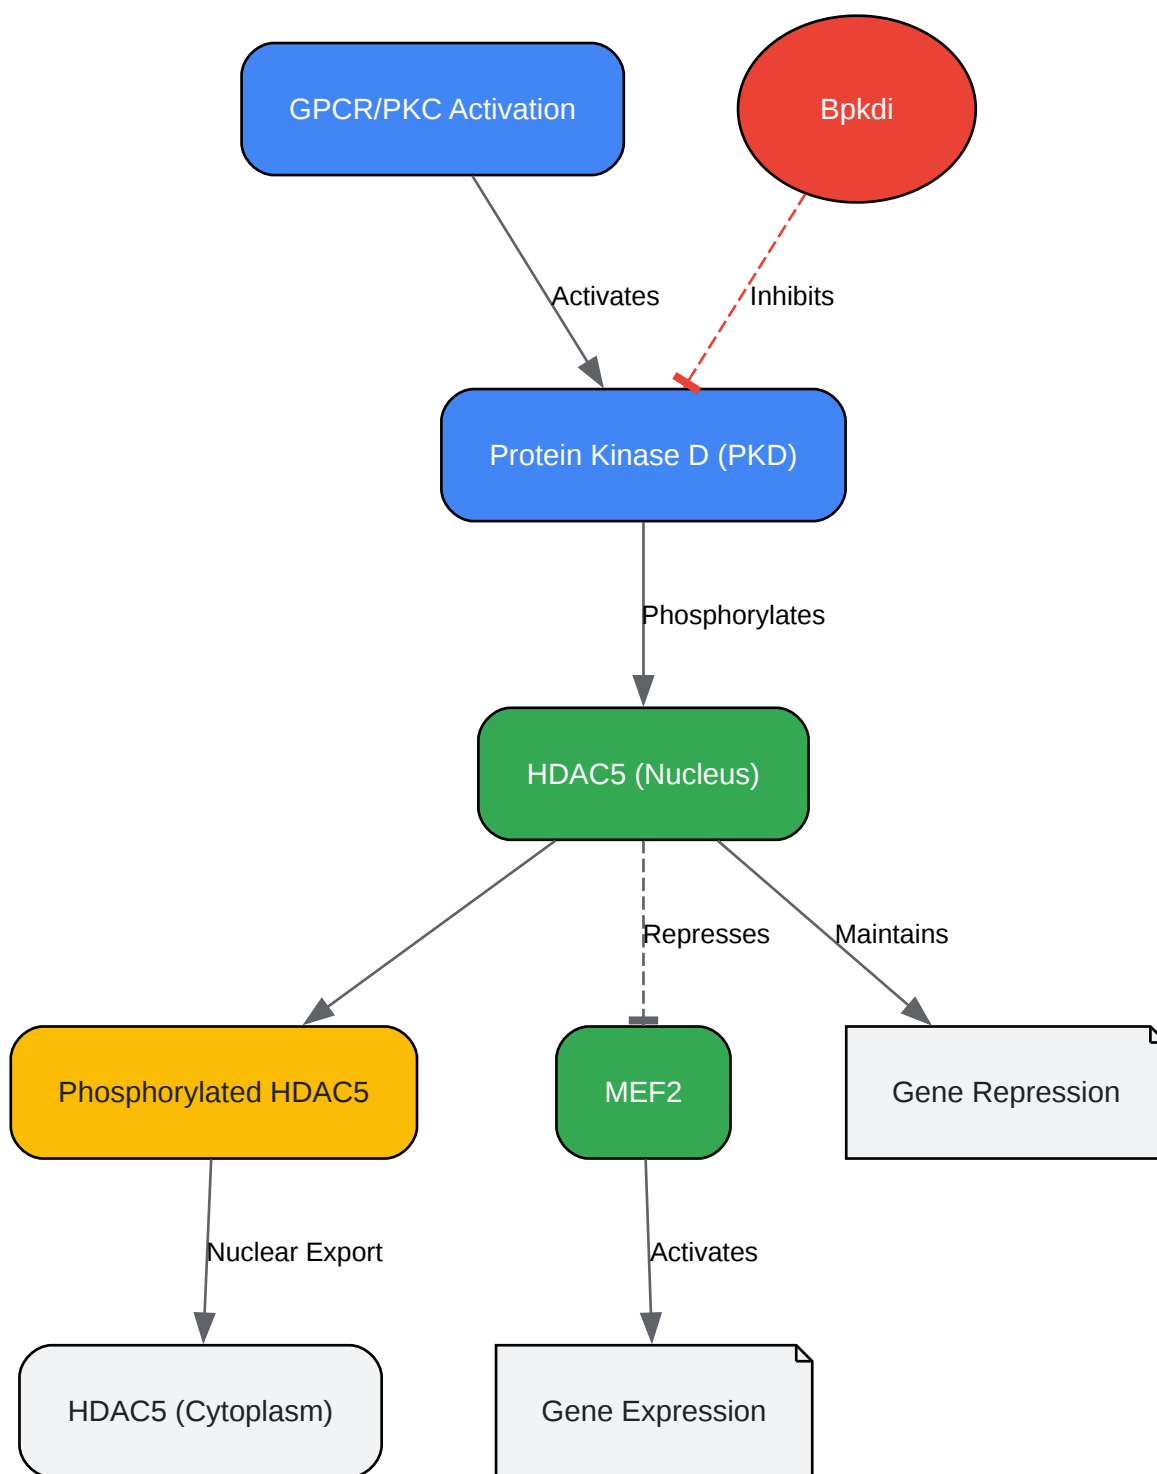 GPCR/PKC Activation
Bpkdi
Activates
Inhibits
Protein Kinase D (PKD)
Phosphorylates
HDAC5 (Nucleus)
Represses
Maintains
Phosphorylated HDAC5
MEF2
Gene Repression
Nuclear Export
Activates
HDAC5 (Cytoplasm)
Gene Expression